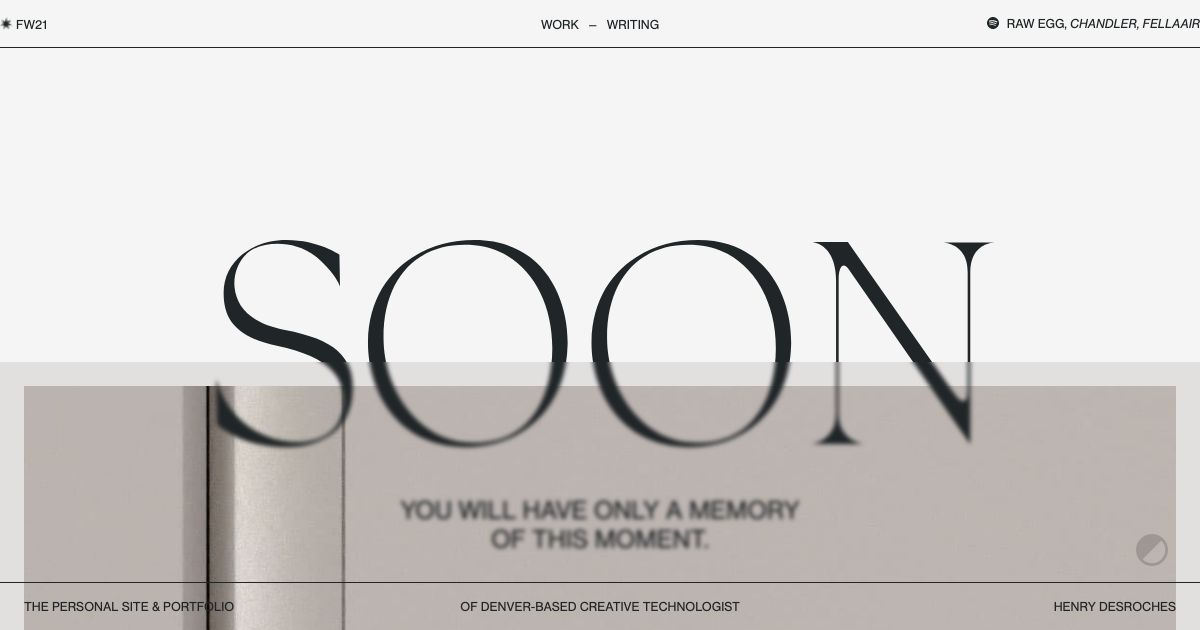 FW21
WORK – WRITING
RAW EGG, CHANDLER, FELLAAIR
SOON
YOU WILL HAVE ONLY A MEMORY
OF THIS MOMENT.
THE PERSONAL SITE & PORTFOLIO
OF DENVER-BASED CREATIVE TECHNOLOGIST
HENRY DESROCHES